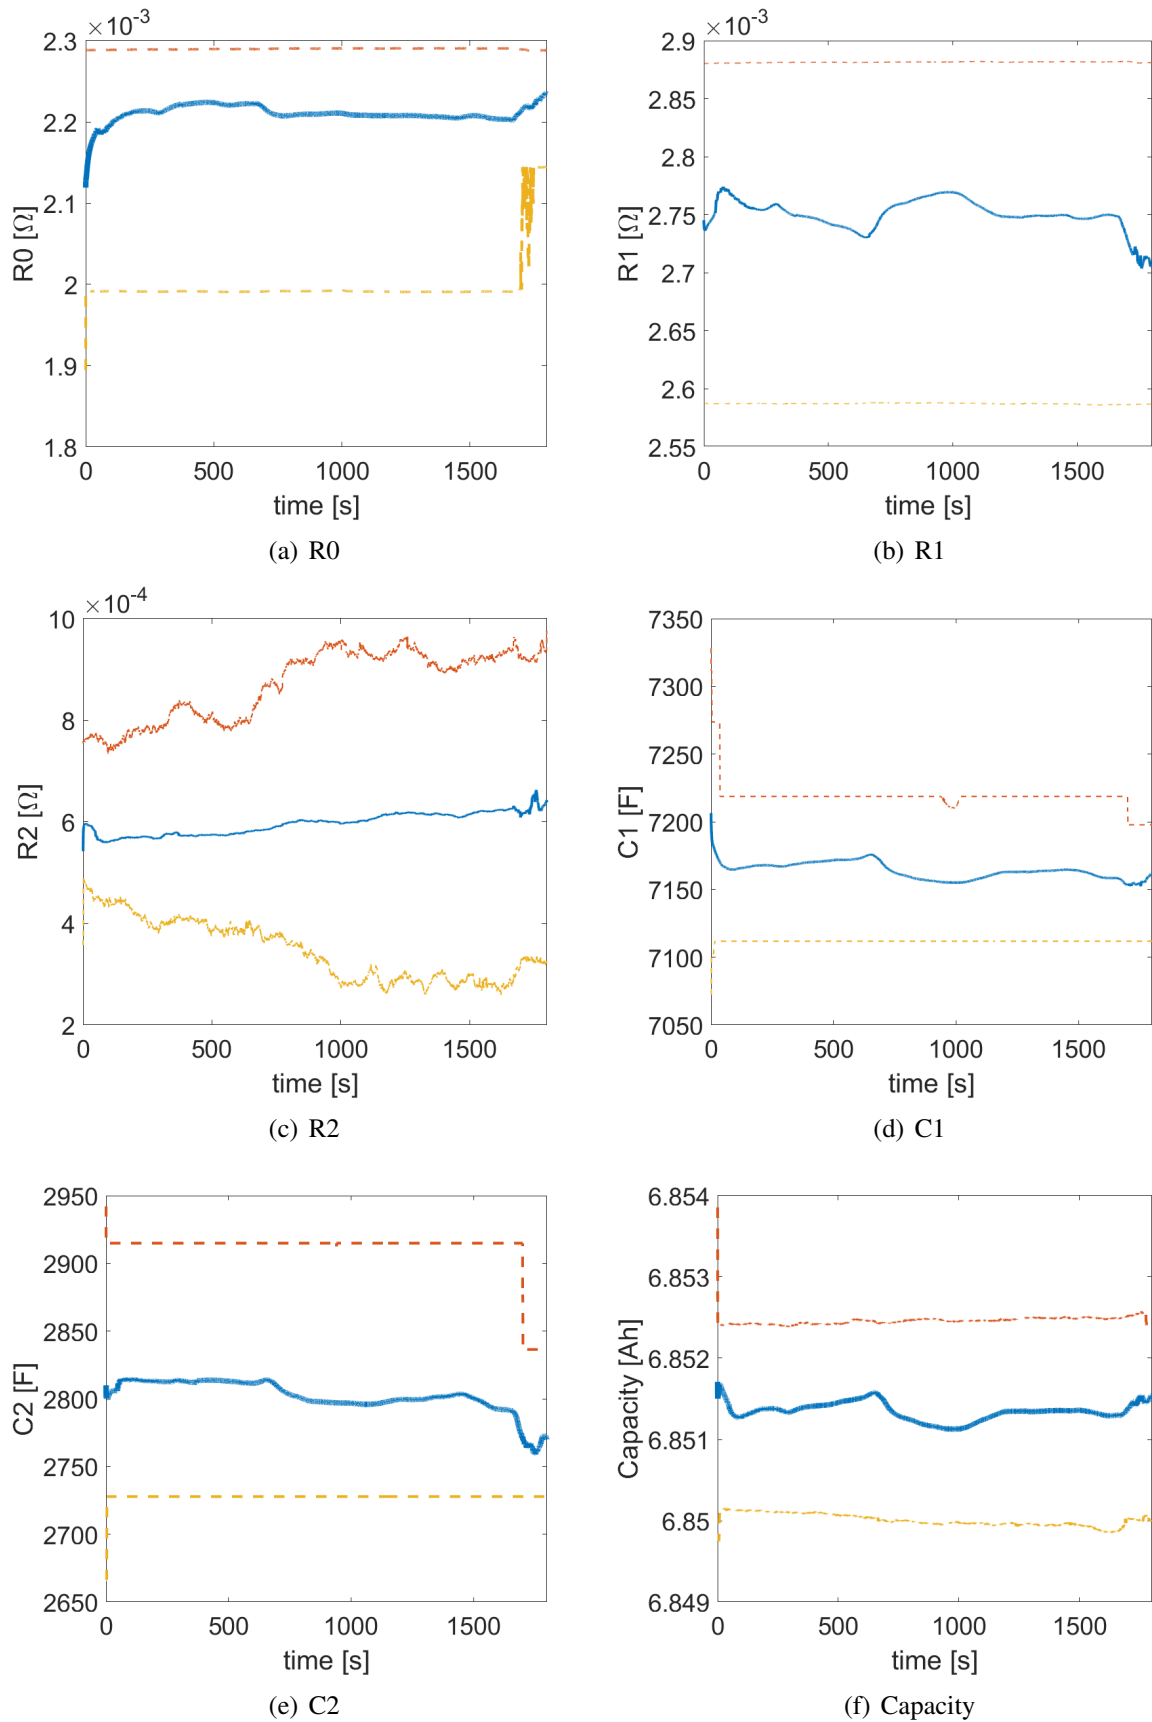 ×10-3
2.3
2.2
2.1
2
1.9
1.8
R0 [Ω]
0 500 1000 1500
time [s]
(a) R0
×10-3
2.9
2.85
2.8
2.75
2.7
2.65
2.6
2.55
R1 [Ω]
0 500 1000 1500
time [s]
(b) R1
×10-4
10
8
6
4
2
R2 [Ω]
0 500 1000 1500
time [s]
(c) R2
7350
7300
7250
7200
7150
7100
7050
C1 [F]
0 500 1000 1500
time [s]
(d) C1
2950
2900
2850
2800
2750
2700
2650
C2 [F]
0 500 1000 1500
time [s]
(e) C2
6.854
6.853
6.852
6.851
6.85
6.849
Capacity [Ah]
0 500 1000 1500
time [s]
(f) Capacity